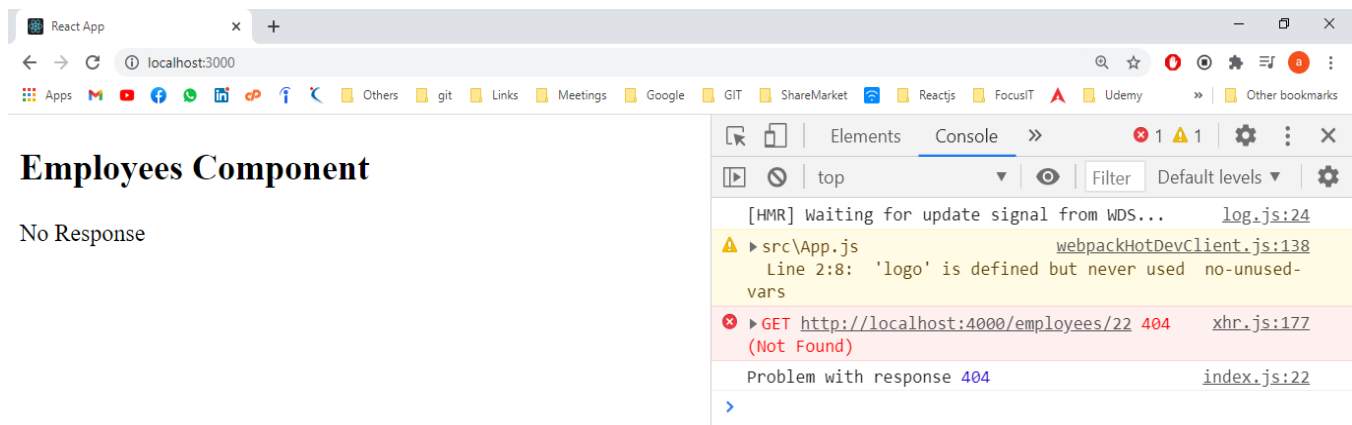 React App
localhost:3000
a
Apps Others git Links Meetings Google GIT ShareMarket Reactjs FocusIT Udemy » Other bookmarks
Employees Component
No Response
Elements Console » 1 1
top Filter Default levels ▼
[HMR] Waiting for update signal from WDS... log.js:24
src\App.js webpackHotDevClient.js:138
Line 2:8: 'logo' is defined but never used no-unused-
vars
GET http://localhost:4000/employees/22 404 xhr.js:177
(Not Found)
Problem with response 404 index.js:22